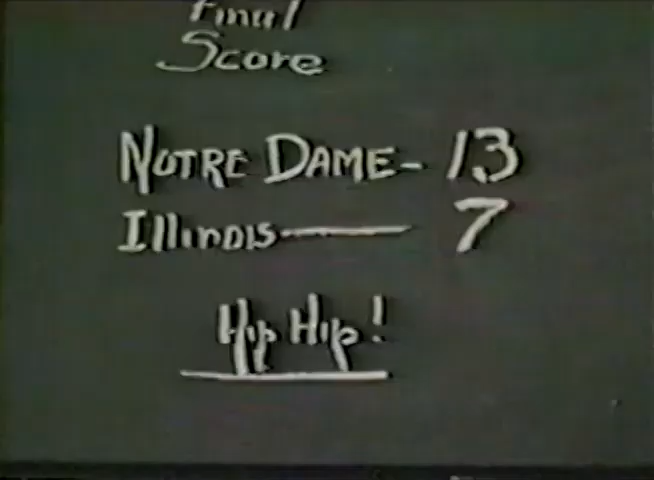 Final
Score
Notre Dame- 13
Illinois— 7
Hip Hip!